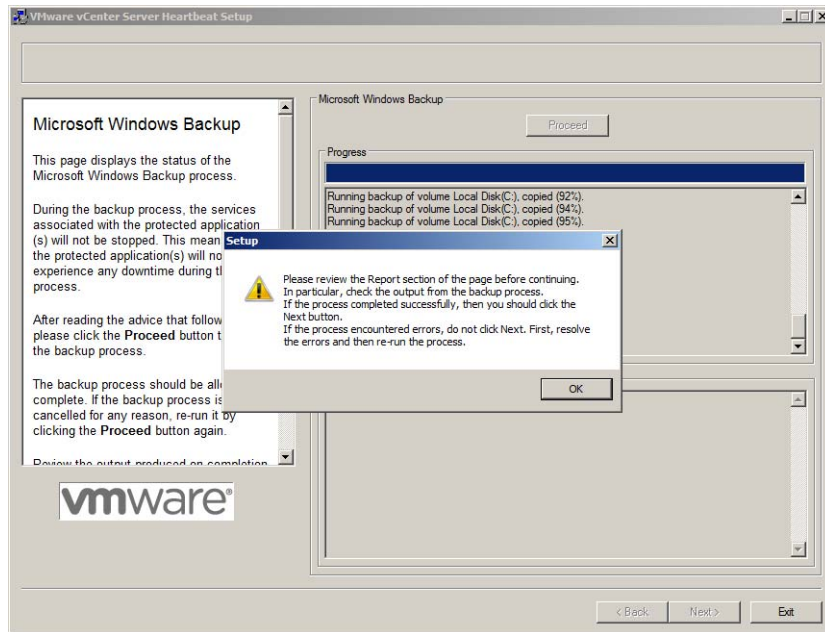 VMware vCenter Server Heartbeat Setup
Microsoft Windows Backup
This page displays the status of the
Microsoft Windows Backup process.
During the backup process, the services
associated with the protected application
(s) will not be stopped. This mean
the protected application(s) will no
experience any downtime during t
process.
After reading the advice that follow
please click the Proceed button t
the backup process.
The backup process should be all
complete. If the backup process is
cancelled for any reason, re-run it by
clicking the Proceed button again.
Review the output produced on completion
vmware®
Microsoft Windows Backup
Proceed
Progress
Running backup of volume Local Disk(C:), copied (92%).
Running backup of volume Local Disk(C:), copied (94%).
Running backup of volume Local Disk(C:), copied (95%).
Setup
Please review the Report section of the page before continuing.
In particular, check the output from the backup process.
If the process completed successfully, then you should click the
Next button.
If the process encountered errors, do not click Next. First, resolve
the errors and then re-run the process.
OK
< Back
Next >
Exit